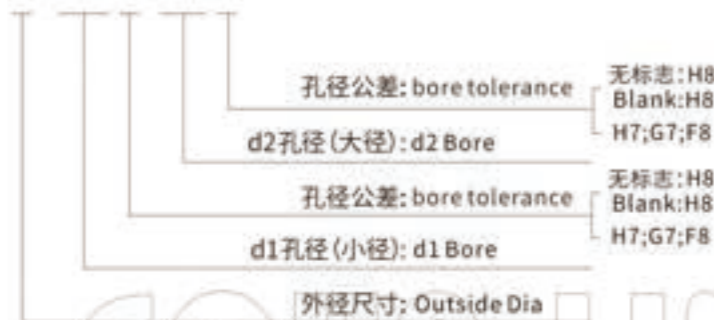 孔径公差: bore tolerance
无标志:H8
Blank:H8
H7;G7;F8
d2孔径(大径): d2 Bore
孔径公差: bore tolerance
无标志:H8
Blank:H8
H7;G7;F8
d1孔径(小径): d1 Bore
外径尺寸: Outside Dia